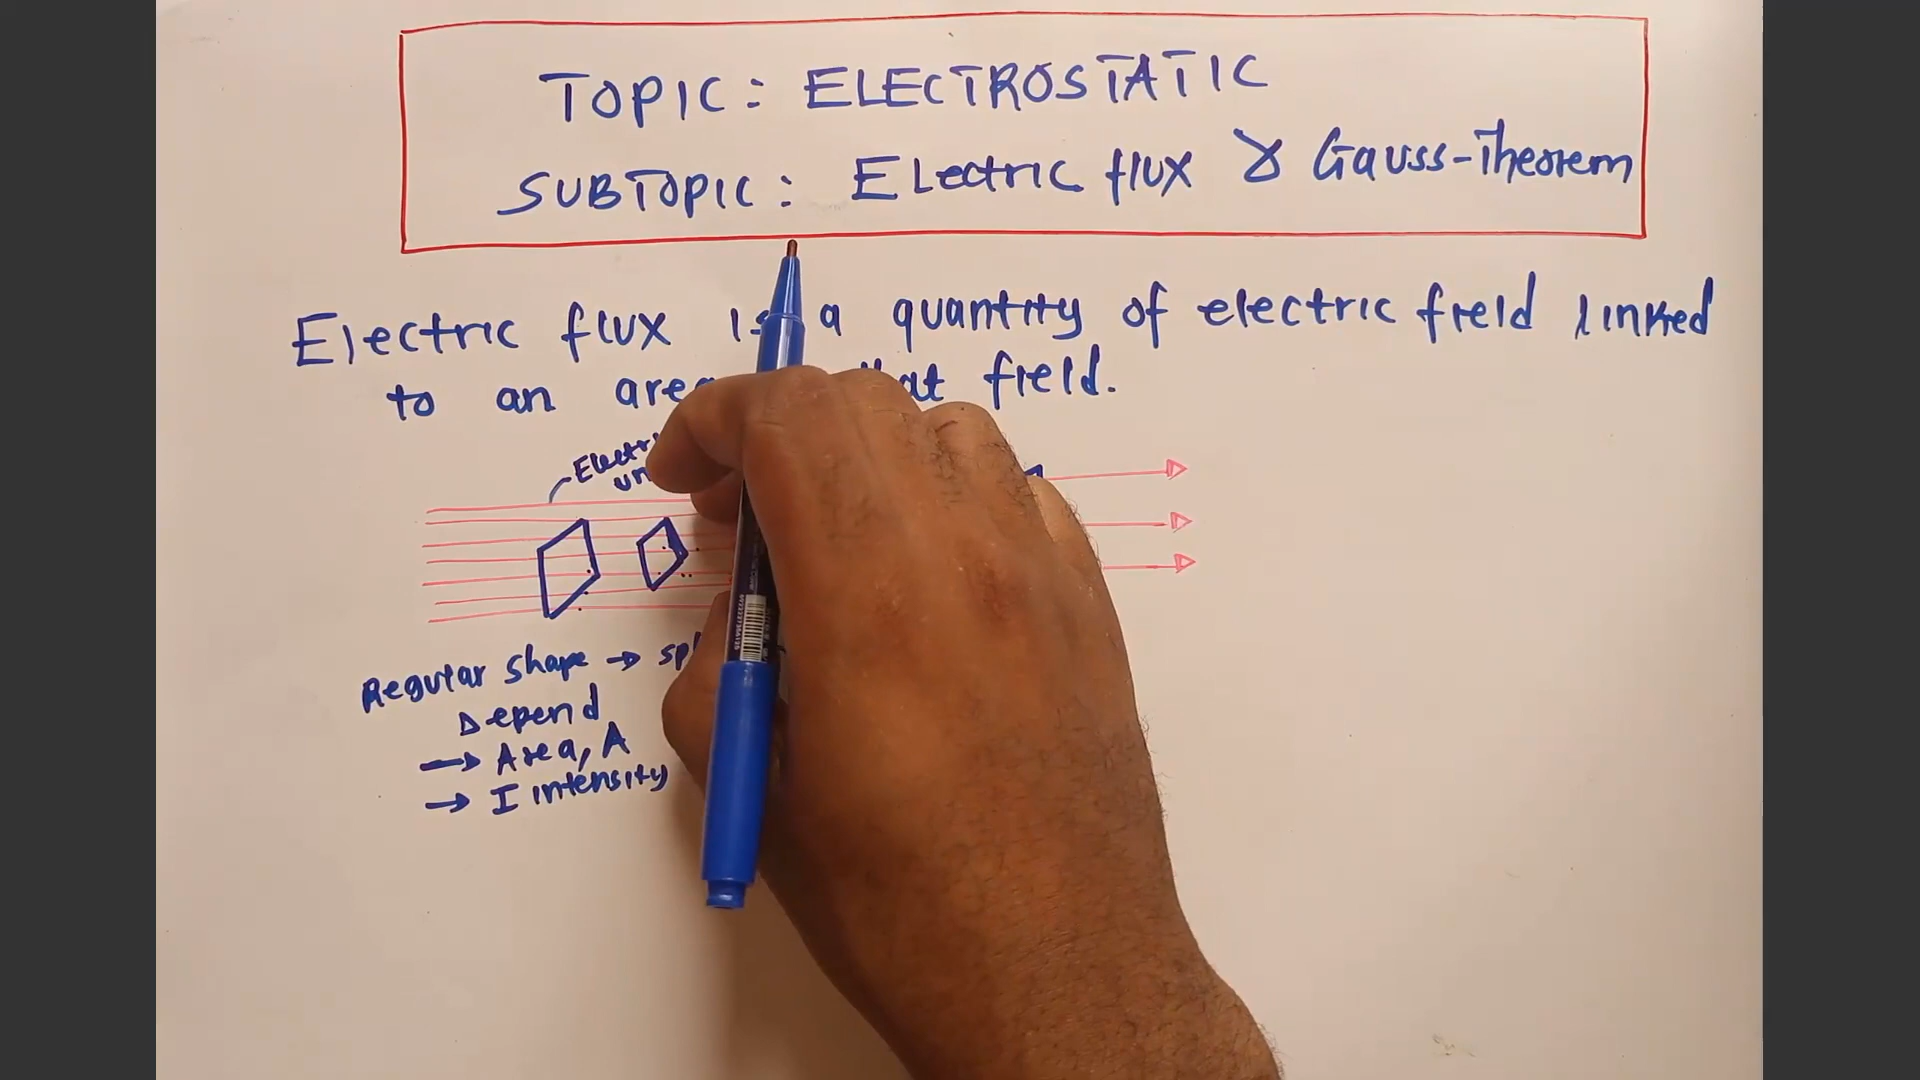 TOPIC: ELECTROSTATIC
SUBTOPIC: Electric flux & Gauss-Theorem
Electric flux is a quantity of electric field linked
to an area that field.
Regular shape →
Depend
→ Area, A
→ I intensity